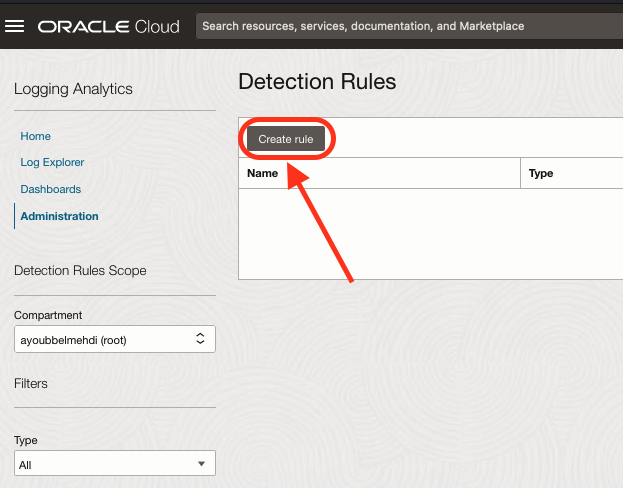 ORACLE Cloud
Search resources, services, documentation, and Marketplace
Logging Analytics
Home
Log Explorer
Dashboards
Administration
Detection Rules Scope
Compartment
ayoubbelmehdi (root)
Filters
Type
All
Detection Rules
Create rule
Name Type